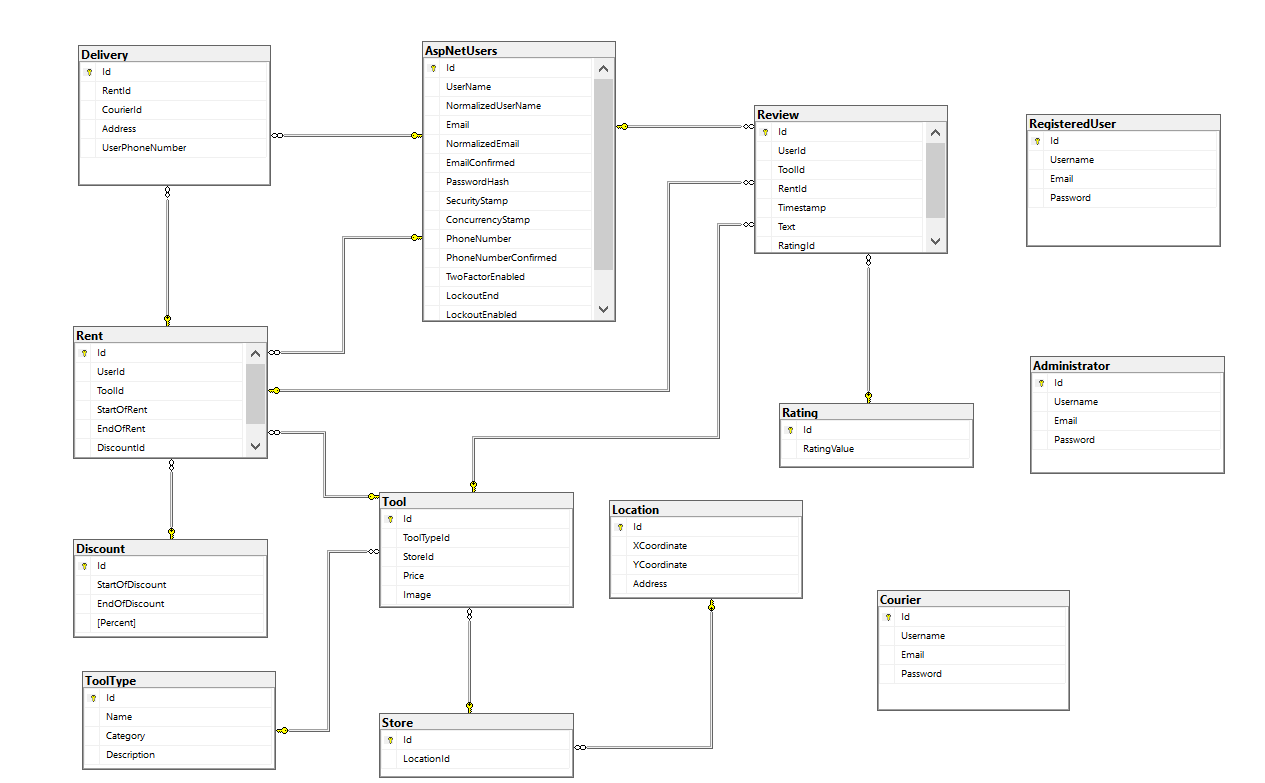 Delivery
Id
RentId
CourierId
Address
UserPhoneNumber
AspNetUsers
Id
UserName
NormalizedUserName
Email
NormalizedEmail
EmailConfirmed
PasswordHash
SecurityStamp
ConcurrencyStamp
PhoneNumber
PhoneNumberConfirmed
TwoFactorEnabled
LockoutEnd
LockoutEnabled
Review
Id
UserId
ToolId
RentId
Timestamp
Text
RatingId
RegisteredUser
Id
Username
Email
Password
Rent
Id
UserId
ToolId
StartOfRent
EndOfRent
DiscountId
Administrator
Id
Username
Email
Password
Rating
Id
RatingValue
Tool
Id
ToolTypeId
StoreId
Price
Image
Location
Id
XCoordinate
YCoordinate
Address
Discount
Id
StartOfDiscount
EndOfDiscount
[Percent]
Courier
Id
Username
Email
Password
ToolType
Id
Name
Category
Description
Store
Id
LocationId